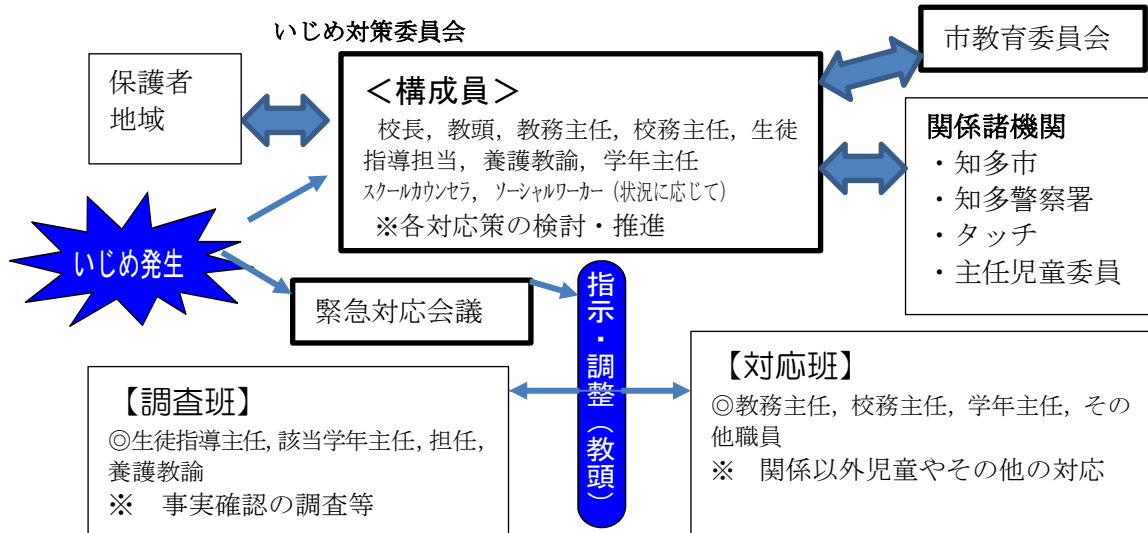 いじめ対策委員会
市教育委員会
保護者
地域
＜構成員＞
校長，教頭，教務主任，校務主任，生徒
指導担当，養護教諭，学年主任
スクールカウンセラ，ソーシャルワーカー（状況に応じて）
※各対応策の検討・推進
関係諸機関
・知多市
・知多警察署
・タッチ
・主任児童委員
いじめ発生
緊急対応会議
指示・調整（教頭）
【調査班】
◎生徒指導主任，該当学年主任，担任，
養護教諭
※　事実確認の調査等
【対応班】
◎教務主任，校務主任，学年主任，その
他職員
※　関係以外児童やその他の対応